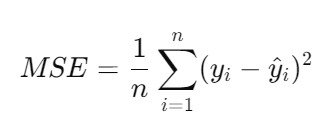 MSE = \frac{1}{n} \sum_{i=1}^{n} (y_i - \hat{y}_i)^2